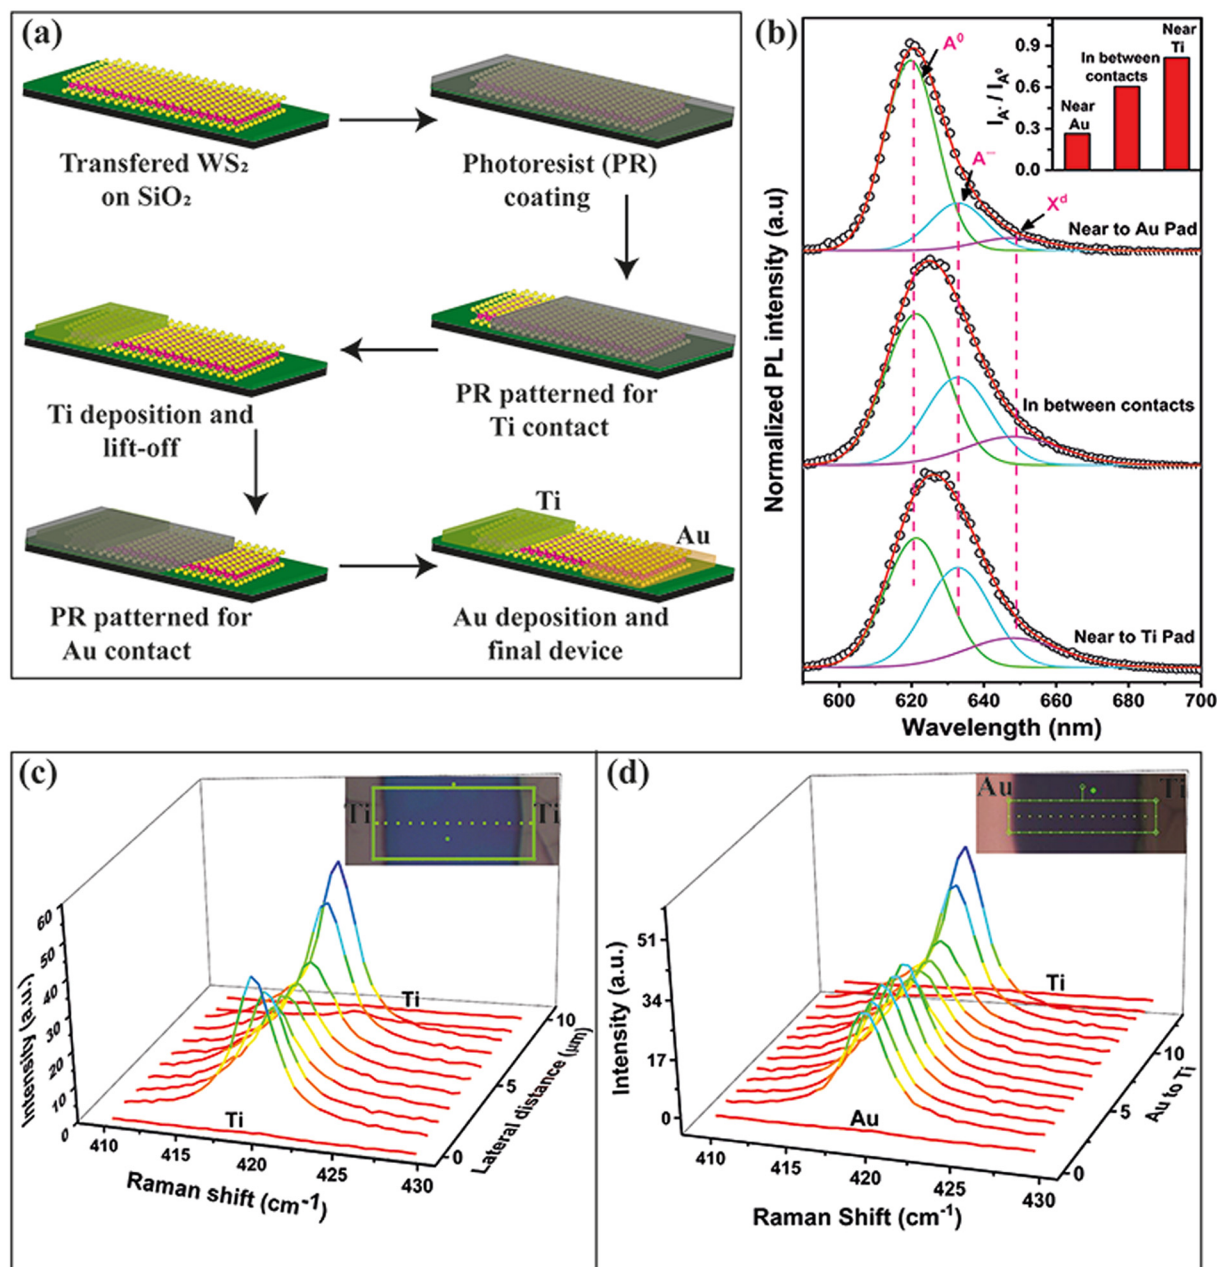 (a)
Transfered WS₂
on SiO₂
Photoresist (PR)
coating
Ti deposition and
lift-off
PR patterned for
Ti contact
PR patterned for
Au contact
Ti
Au
Au deposition and
final device
(b)
Normalized PL intensity (a.u)
A⁰
A⁻
Xᵈ
I_A⁻ / I_A⁰
0.9
0.6
0.3
0.0
Near
Au
In between
contacts
Near
Ti
Near to Au Pad
In between contacts
Near to Ti Pad
600 620 640 660 680 700
Wavelength (nm)
(c)
Ti
Ti
Intensity (a.u.)
60
50
40
30
20
10
0
Ti
Ti
10
5
0
Lateral distance (μm)
410 415 420 425 430
Raman shift (cm⁻¹)
(d)
Au
Ti
Intensity (a.u.)
51
34
17
0
Ti
Au
10
5
0
Au to Ti
410 415 420 425 430
Raman Shift (cm⁻¹)